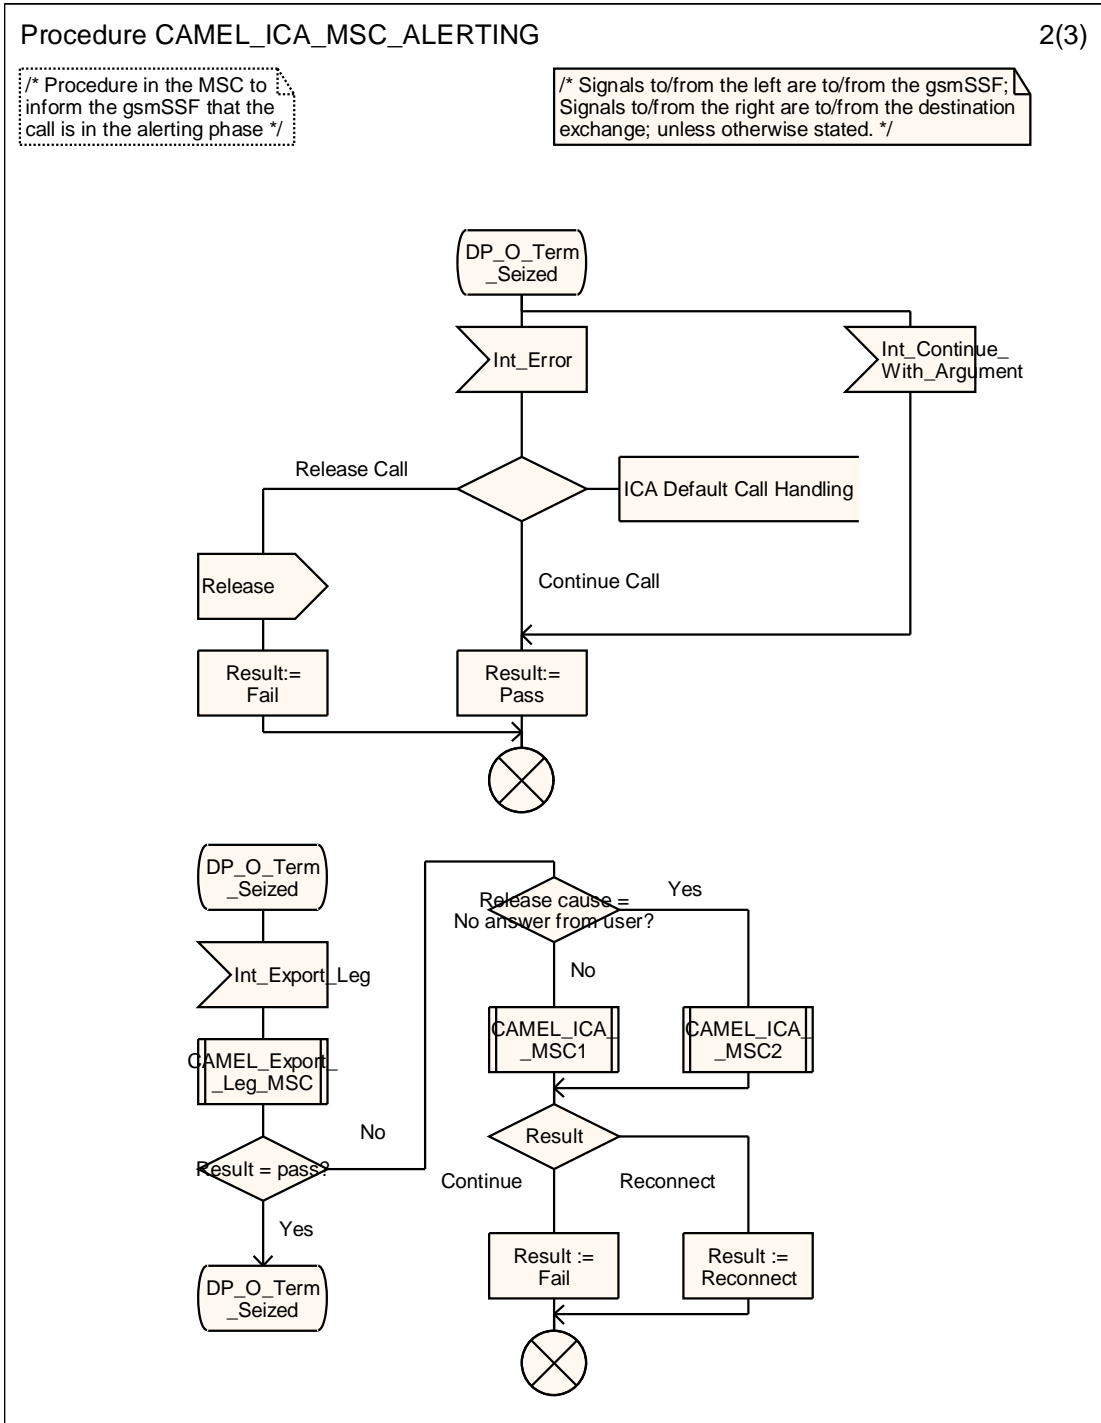 Procedure CAMEL_ICA_MSC_ALERTING
2(3)
/* Procedure in the MSC to
inform the gsmSSF that the
call is in the alerting phase */
/* Signals to/from the left are to/from the gsmSSF;
Signals to/from the right are to/from the destination
exchange; unless otherwise stated. */
DP_O_Term
_Seized
Int_Error
Int_Continue_
With_Argument
Release Call
ICA Default Call Handling
Release
Continue Call
Result:=
Fail
Result:=
Pass
DP_O_Term
_Seized
Release cause =
No answer from user?
Yes
Int_Export_Leg
No
CAMEL_ICA_
_MSC1
CAMEL_ICA_
_MSC2
CAMEL_Export_
_Leg_MSC
No
Result
Result = pass?
Continue
Reconnect
Yes
Result :=
Fail
Result :=
Reconnect
DP_O_Term
_Seized